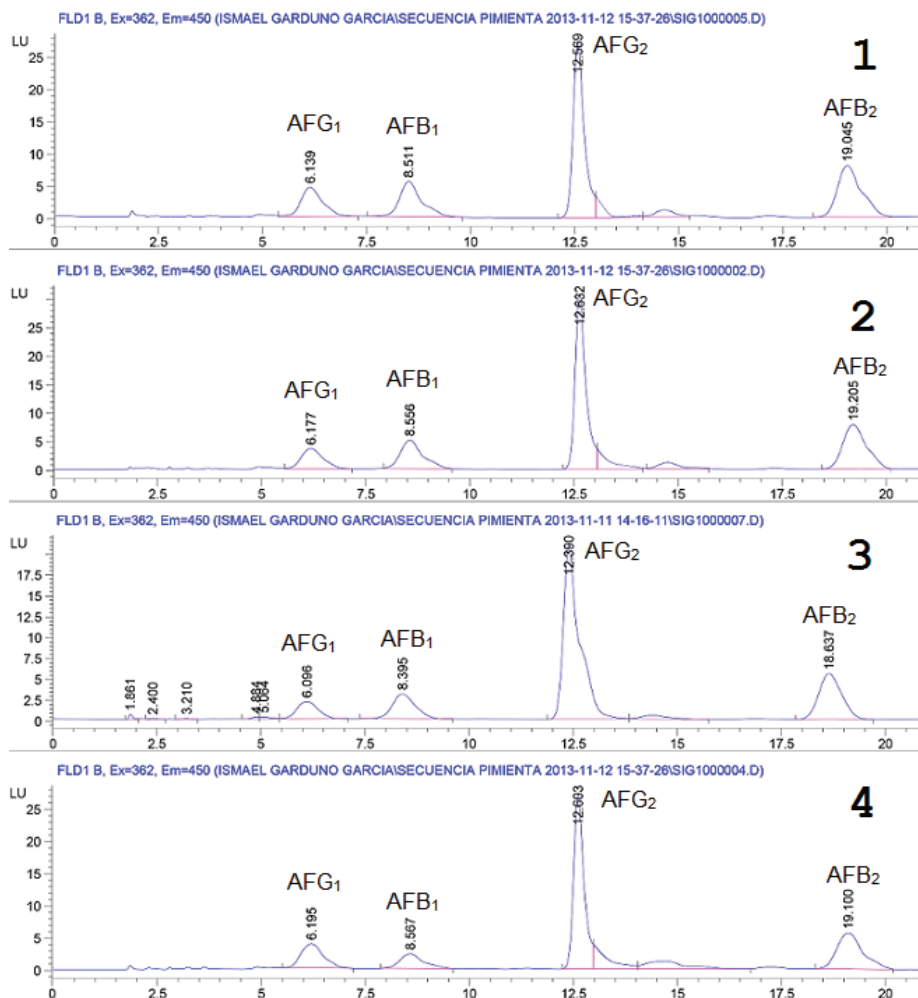 FLD1 B, Ex=362, Em=450 (ISMAEL GARDUNO GARCIA\SECUENCIA PIMIENTA 2013-11-12 15-37-26\SIG1000005.D)
LU
1
AFG₁
AFB₁
AFG₂
AFB₂
6.139
8.511
12.569
19.045
25
20
15
10
5
0
0 2.5 5 7.5 10 12.5 15 17.5 20
FLD1 B, Ex=362, Em=450 (ISMAEL GARDUNO GARCIA\SECUENCIA PIMIENTA 2013-11-12 15-37-26\SIG1000002.D)
LU
2
AFG₁
AFB₁
AFG₂
AFB₂
6.177
8.556
12.632
19.205
25
20
15
10
5
0
0 2.5 5 7.5 10 12.5 15 17.5 20
FLD1 B, Ex=362, Em=450 (ISMAEL GARDUNO GARCIA\SECUENCIA PIMIENTA 2013-11-11 14-16-11\SIG1000007.D)
LU
3
AFG₁
AFB₁
AFG₂
AFB₂
1.861
2.400
3.210
4.884
5.064
6.096
8.395
12.390
18.637
17.5
15
12.5
10
7.5
5
2.5
0
0 2.5 5 7.5 10 12.5 15 17.5 20
FLD1 B, Ex=362, Em=450 (ISMAEL GARDUNO GARCIA\SECUENCIA PIMIENTA 2013-11-12 15-37-26\SIG1000004.D)
LU
4
AFG₁
AFB₁
AFG₂
AFB₂
6.195
8.567
12.603
19.100
25
20
15
10
5
0
0 2.5 5 7.5 10 12.5 15 17.5 20